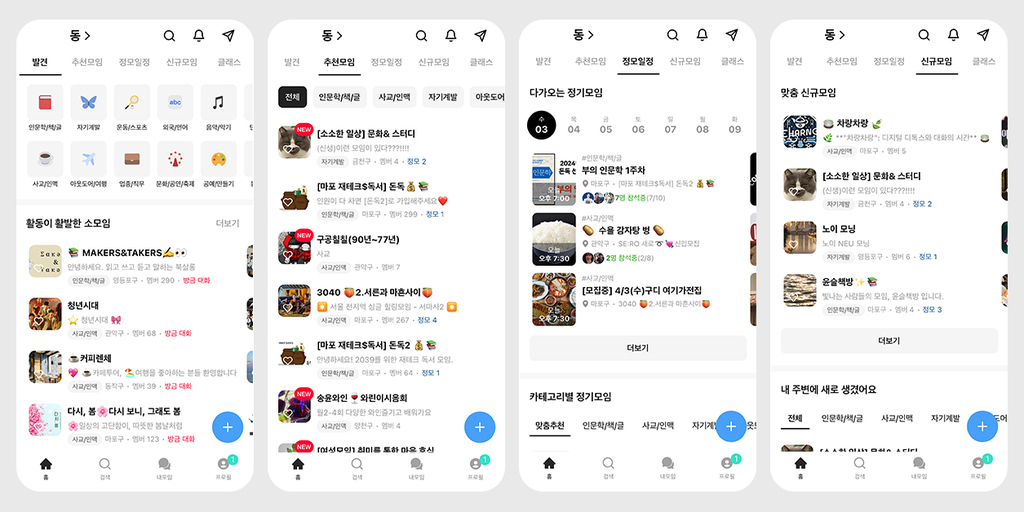 동 >
발견 추천모임 정모일정 신규모임 클래스
인문학/책/글 자기계발 운동/스포츠 외국/언어 음악/악기
abc
사교/인맥 아웃도어/여행 업종/직무 문화/공연/축제 공예/만들기
활동이 활발한 소모임 더보기
📚 MAKERS&TAKERS✍️👀
안녕하세요. 읽고 쓰고 듣고 말하는 북살롱
인문학/책/글 영등포구 • 멤버 290 • 방금 대화
청년시대
⭐ 청년시대 🎀
사교/인맥 관악구 • 멤버 68 • 방금 대화
☕커피렌체
💖 ☕카페투어, 🏖️여행을 좋아하는 분들 환영합니다
사교/인맥 동작구 • 멤버 39 • 방금 대화
다시, 봄🌸다시 보니, 그래도 봄
🌸일상의 고단함이, 따뜻한 봄날처럼
사교/인맥 마포구 • 멤버 123 • 방금 대화
홈 검색 내모임 프로필
1
동 >
발견 추천모임 정모일정 신규모임 클래스
전체 인문학/책/글 사교/인맥 자기계발 아웃도어
NEW
[소소한 일상] 문화& 스터디
(신생)이런 모임이 있다???!!!!
자기계발 금천구 • 멤버 4 • 정모 2
[마포 재테크$독서] 돈독 💰 📚
인원이 다 사면 [돈독2]로 가입해주세요❤️
인문학/책/글 마포구 • 멤버 299 • 정모 1
NEW
구공칠칠(90년~77년)
사교
사교/인맥 관악구 • 멤버 7
3040 🍑2.서른과 마흔사이🍑
🌟 서울 전지역 싱글 힐링모임 - 서마사2 🌟
사교/인맥 마포구 • 멤버 267 • 정모 4
[마포 재테크$독서] 돈독2 💰 📚
안녕하세요! 2039를 위한 재테크 독서 모임.
인문학/책/글 마포구 • 멤버 64 • 정모 1
NEW
송윤와인 🍷와린이시음회
월2-4회 다양한 와인즐기고 배워가요
사교/인맥 양천구 • 멤버 4
NEW
[여성모임] 취미를 통한 마음 휴식
홈 검색 내모임 프로필
1
동 >
발견 추천모임 정모일정 신규모임 클래스
다가오는 정기모임
수 목 금 토 일 월 화
03 04 05 06 07 08 09
#인문학/책/글
부의 인문학 1주차
마포구 • [마포 재테크$독서] 돈독2 💰 📚
7명 참석중(7/10)
오후 7:00
#사교/인맥
🥔 수율 감자탕 벙 🥔
관악구 • SE:RO 세로➰💘신입모집
2명 참석중(2/8)
오늘
오후 7:30
#사교/인맥
[모집중] 4/3(수)구디 여기가전집
마포구 • 3040 🍑2.서른과 마흔사이🍑
오늘
오후 7:30
더보기
카테고리별 정기모임
맞춤추천 인문학/책/글 사교/인맥
홈 검색 내모임 프로필
1
동 >
발견 추천모임 정모일정 신규모임 클래스
맞춤 신규모임
🍵 차랑차랑 🌿
🌿 **"차랑차랑": 디지털 디톡스와 대화의 시간** 🍵
사교/인맥 마포구 • 멤버 5
[소소한 일상] 문화& 스터디
(신생)이런 모임이 있다???!!!!
자기계발 금천구 • 멤버 4 • 정모 2
노이 모닝
노이 NEU 모닝
자기계발 영등포구 • 멤버 6 • 정모 1
윤슬책방✨ 📚
빛나는 사람들의 모임, 윤슬책방 입니다.
인문학/책/글 마포구 • 멤버 4 • 정모 3
더보기
내 주변에 새로 생겼어요
전체 인문학/책/글 사교/인맥 자기계발
[소소한 일상] 문화& 스터디
홈 검색 내모임 프로필
1